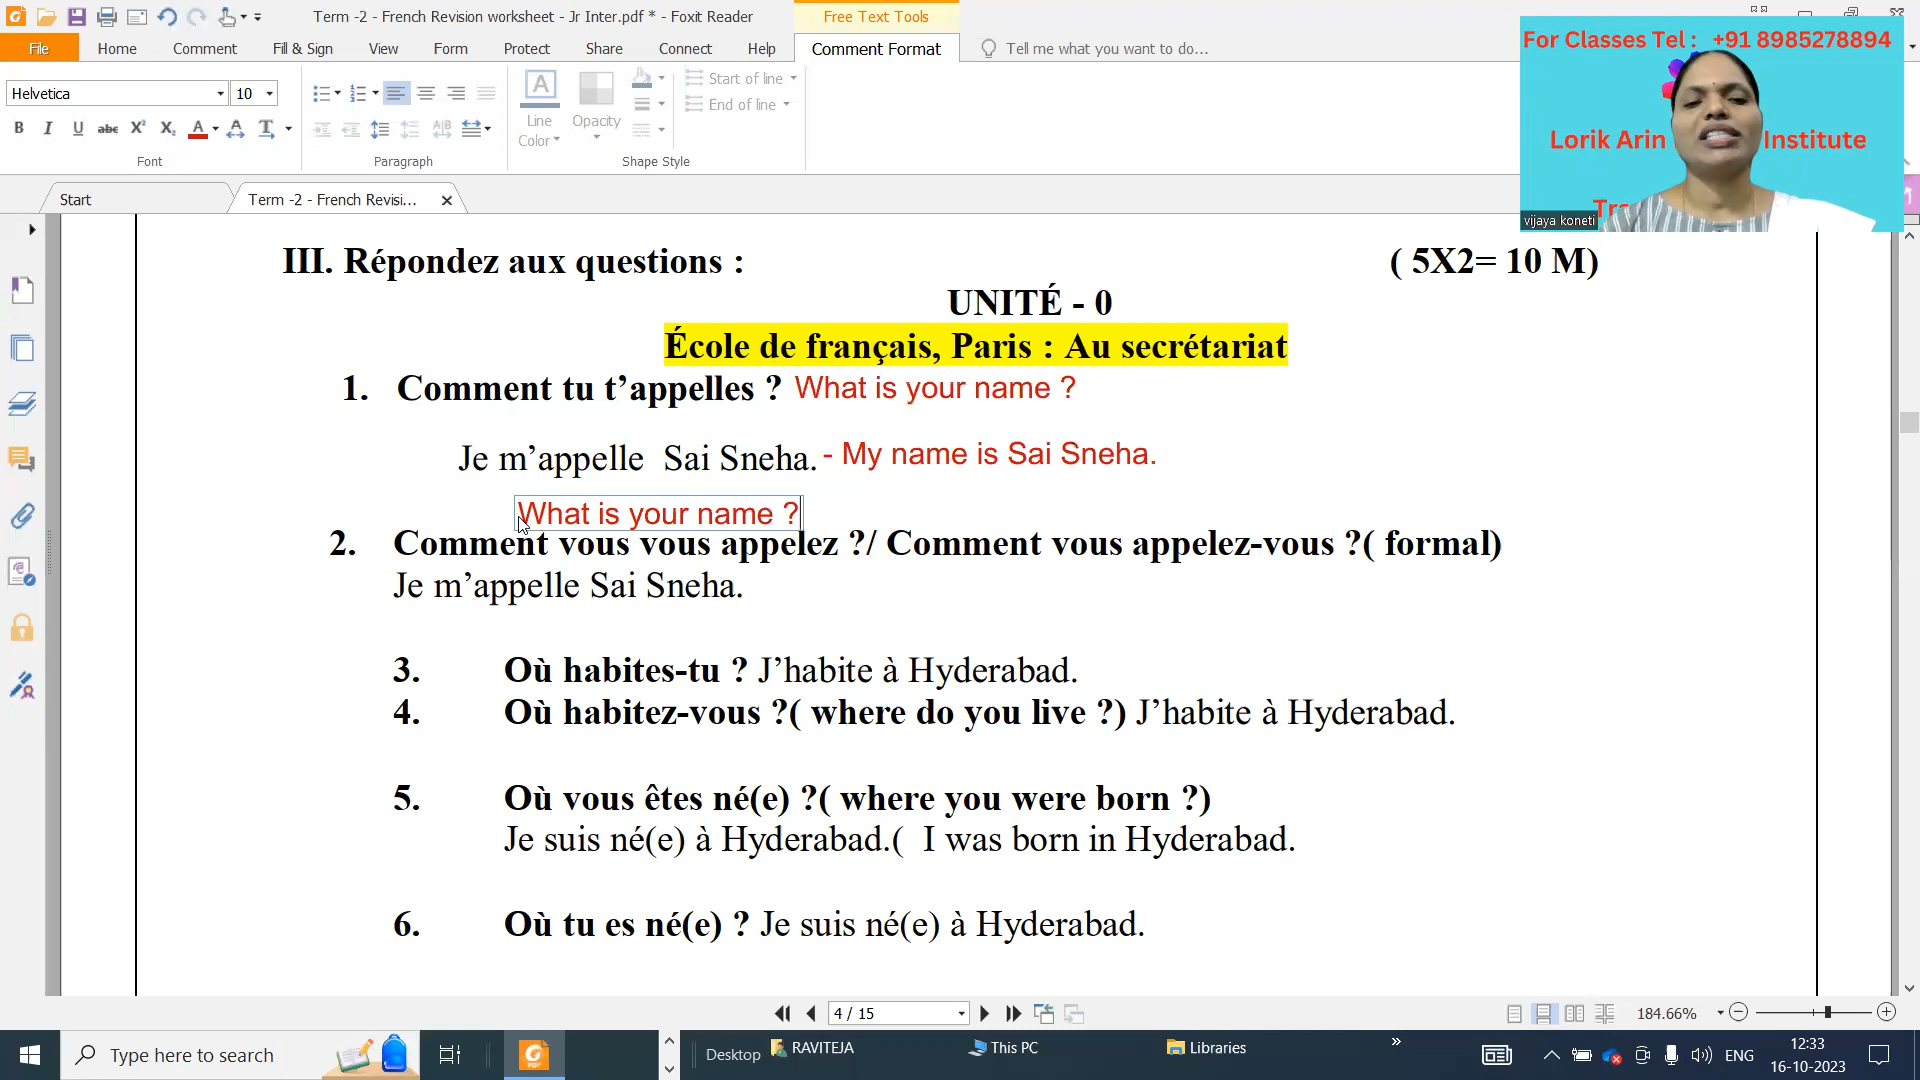 Term -2 - French Revision worksheet - Jr Inter.pdf * - Foxit Reader
Free Text Tools
File Home Comment Fill & Sign View Form Protect Share Connect Help Comment Format Tell me what you want to do...
For Classes Tel : +91 8985278894
Lorik Arin Institute
vijaya koneti
Helvetica 10
Start of line
End of line
B I U abc X² X₂ A A T
Line Color
Opacity
Font Paragraph Shape Style
Start
Term -2 - French Revisi...
III. Répondez aux questions : ( 5X2= 10 M)
UNITÉ - 0
École de français, Paris : Au secrétariat
1. Comment tu t’appelles ? What is your name ?
Je m’appelle Sai Sneha. - My name is Sai Sneha.
What is your name ?
2. Comment vous vous appelez ?/ Comment vous appelez-vous ?( formal)
Je m’appelle Sai Sneha.
3. Où habites-tu ? J’habite à Hyderabad.
4. Où habitez-vous ?( where do you live ?) J’habite à Hyderabad.
5. Où vous êtes né(e) ?( where you were born ?)
Je suis né(e) à Hyderabad.( I was born in Hyderabad.
6. Où tu es né(e) ? Je suis né(e) à Hyderabad.
4 / 15
184.66%
Type here to search
Desktop
RAVITEJA
This PC
Libraries
ENG
12:33
16-10-2023